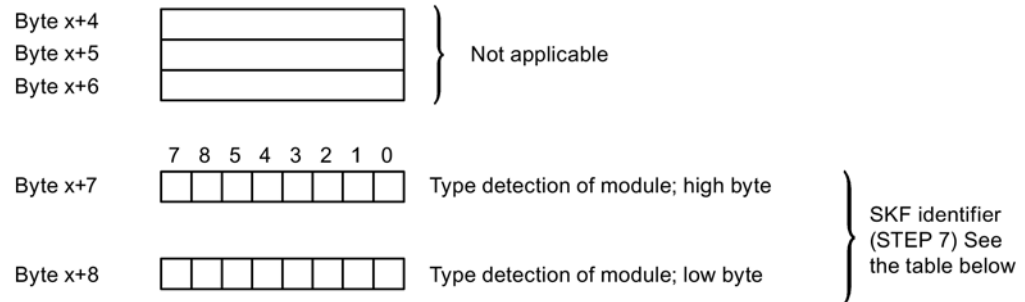 Byte x+4
Byte x+5
Not applicable
Byte x+6
7 8 5 4 3 2 1 0
Byte x+7
Type detection of module; high byte
SKF identifier
(STEP 7) See
the table below
Byte x+8
Type detection of module; low byte